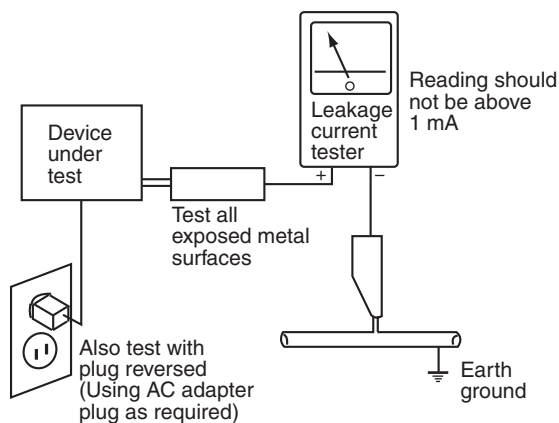 Device
under
test
Leakage
current
tester
+ −
Reading should
not be above
1 mA
Test all
exposed metal
surfaces
Also test with
plug reversed
(Using AC adapter
plug as required)
Earth
ground